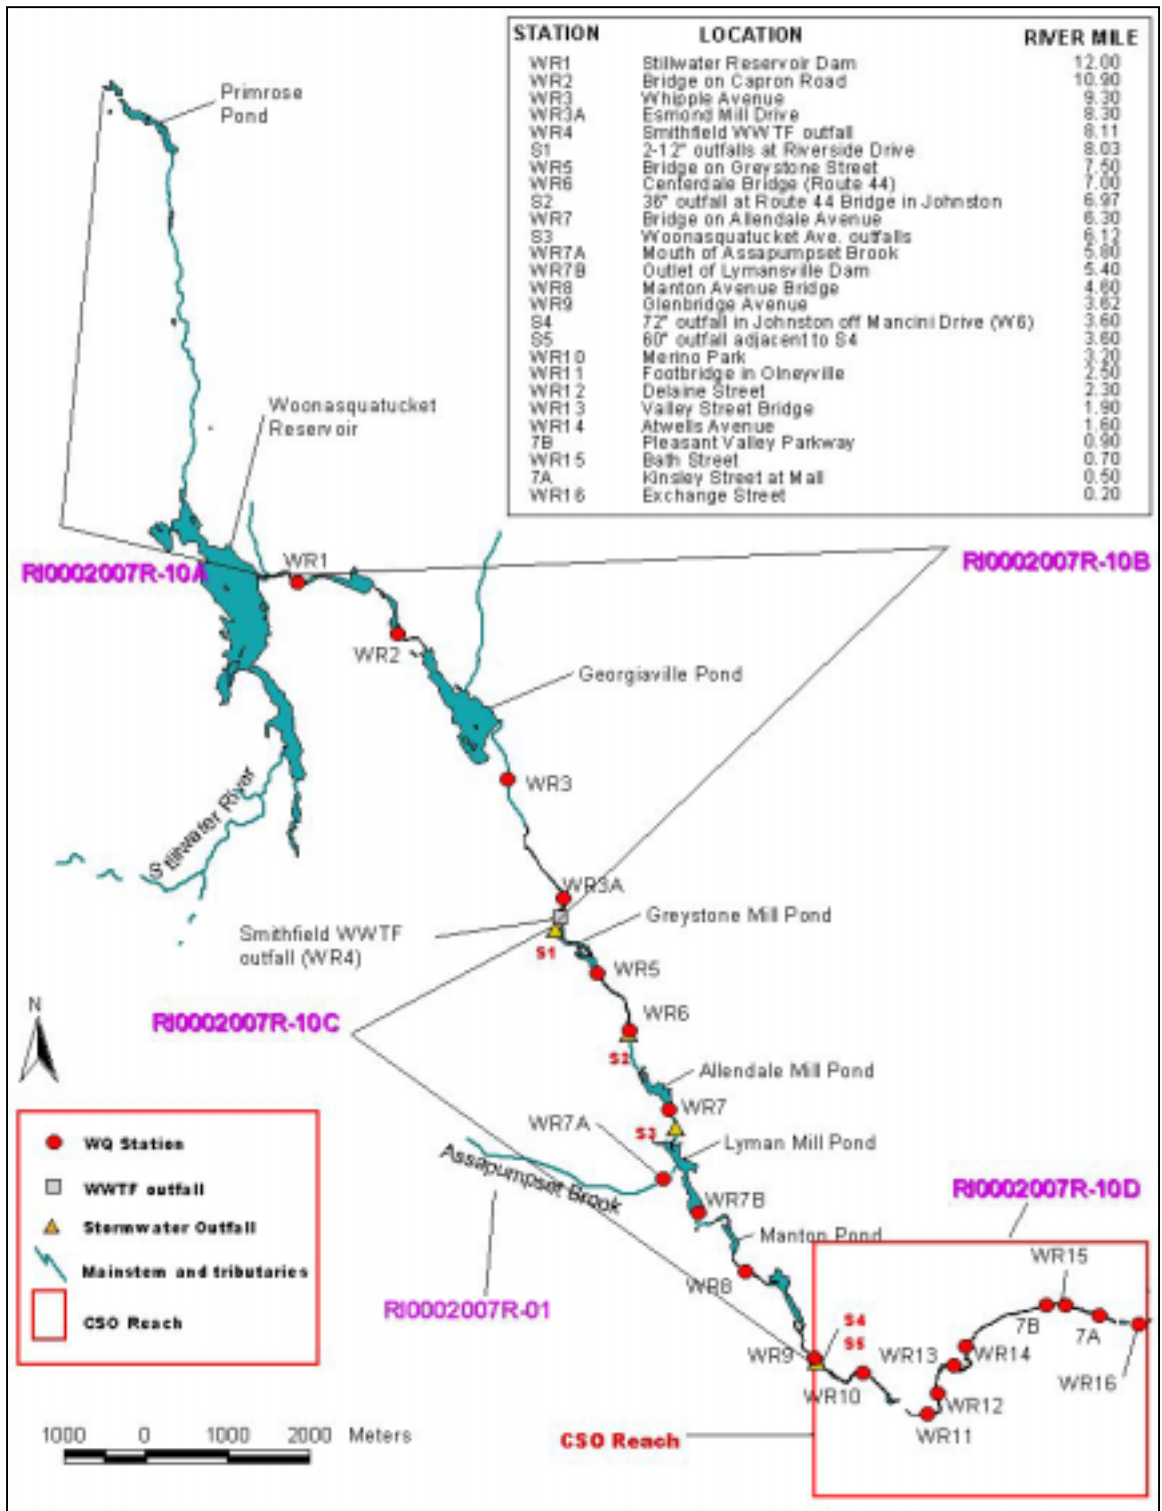 STATION LOCATION RIVER MILE
WR1 Stillwater Reservoir Dam 12.00
WR2 Bridge on Capron Road 10.90
WR3 Whipple Avenue 9.30
WR3A Esmond Mill Drive 8.30
WR4 Smithfield WWTF outfall 8.11
S1 2-12" outfalls at Riverside Drive 8.03
WR5 Bridge on Greystone Street 7.50
WR6 Centerdale Bridge (Route 44) 7.00
S2 36" outfall at Route 44 Bridge in Johnston 6.97
WR7 Bridge on Allendale Avenue 6.30
S3 Woonasquatucket Ave. outfalls 6.12
WR7A Mouth of Assapumpset Brook 5.80
WR7B Outlet of Lymansville Dam 5.40
WR8 Manton Avenue Bridge 4.60
WR9 Glenbridge Avenue 3.62
S4 72" outfall in Johnston off Mancini Drive (W6) 3.60
S5 60" outfall adjacent to S4 3.60
WR10 Merino Park 3.20
WR11 Footbridge in Olneyville 2.50
WR12 Delaine Street 2.30
WR13 Valley Street Bridge 1.90
WR14 Atwells Avenue 1.60
7B Pleasant Valley Parkway 0.90
WR15 Bath Street 0.70
7A Kinsley Street at Mall 0.50
WR16 Exchange Street 0.20
Primrose
Pond
Woonasquatucket
Reservoir
WR1
RI0002007R-10A
RI0002007R-10B
WR2
Georgiaville Pond
WR3
Stillwater River
WR3A
Greystone Mill Pond
Smithfield WWTF
outfall (WR4)
S1
WR5
N
RI0002007R-10C
WR6
S2
Allendale Mill Pond
WR7
WR7A
S3
Lyman Mill Pond
Assapumpset Brook
WR7B
RI0002007R-10D
Manton Pond
WR8
RI0002007R-01
WR15
7B
7A
S4
S5
WR9
WR13
WR14
WR16
WR10
WR12
WR11
CSO Reach
WQ Station
WWTF outfall
Stormwater Outfall
Mainstem and tributaries
CSO Reach
1000 0 1000 2000 Meters